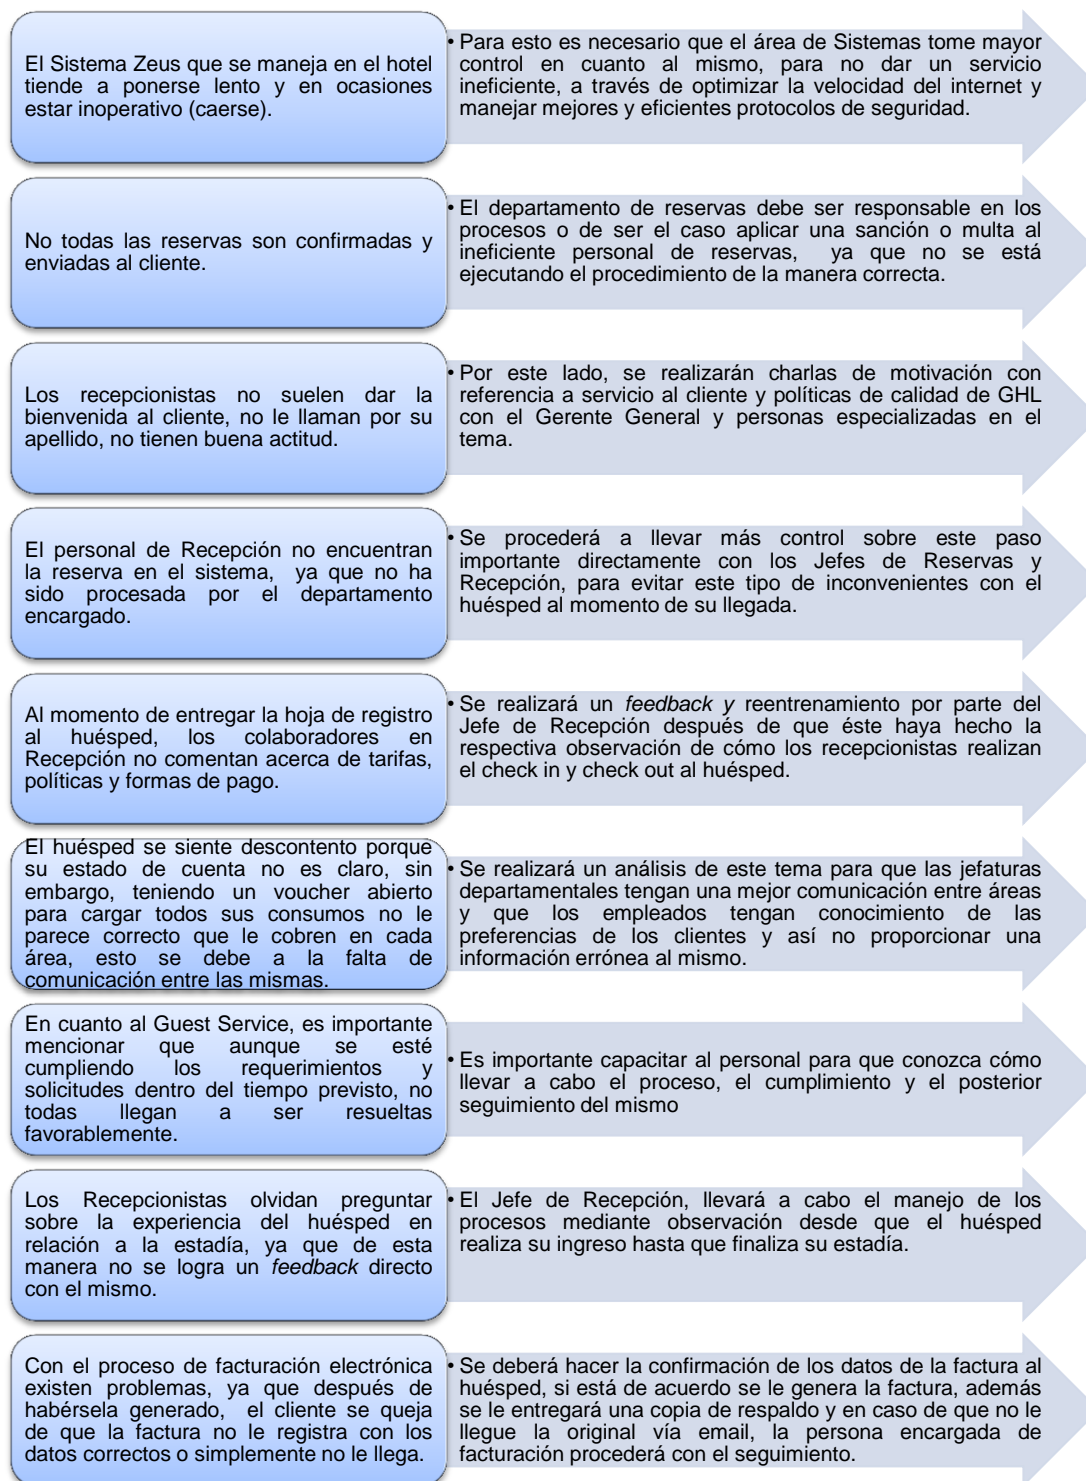 El Sistema Zeus que se maneja en el hotel
tiende a ponerse lento y en ocasiones
estar inoperativo (caerse).
• Para esto es necesario que el área de Sistemas tome mayor
control en cuanto al mismo, para no dar un servicio
ineficiente, a través de optimizar la velocidad del internet y
manejar mejores y eficientes protocolos de seguridad.
No todas las reservas son confirmadas y
enviadas al cliente.
• El departamento de reservas debe ser responsable en los
procesos o de ser el caso aplicar una sanción o multa al
ineficiente personal de reservas, ya que no se está
ejecutando el procedimiento de la manera correcta.
Los recepcionistas no suelen dar la
bienvenida al cliente, no le llaman por su
apellido, no tienen buena actitud.
• Por este lado, se realizarán charlas de motivación con
referencia a servicio al cliente y políticas de calidad de GHL
con el Gerente General y personas especializadas en el
tema.
El personal de Recepción no encuentran
la reserva en el sistema, ya que no ha
sido procesada por el departamento
encargado.
• Se procederá a llevar más control sobre este paso
importante directamente con los Jefes de Reservas y
Recepción, para evitar este tipo de inconvenientes con el
huésped al momento de su llegada.
Al momento de entregar la hoja de registro
al huésped, los colaboradores en
Recepción no comentan acerca de tarifas,
políticas y formas de pago.
• Se realizará un feedback y reentrenamiento por parte del
Jefe de Recepción después de que éste haya hecho la
respectiva observación de cómo los recepcionistas realizan
el check in y check out al huésped.
El huésped se siente descontento porque
su estado de cuenta no es claro, sin
embargo, teniendo un voucher abierto
para cargar todos sus consumos no le
parece correcto que le cobren en cada
área, esto se debe a la falta de
comunicación entre las mismas.
• Se realizará un análisis de este tema para que las jefaturas
departamentales tengan una mejor comunicación entre áreas
y que los empleados tengan conocimiento de las
preferencias de los clientes y así no proporcionar una
información errónea al mismo.
En cuanto al Guest Service, es importante
mencionar que aunque se esté
cumpliendo los requerimientos y
solicitudes dentro del tiempo previsto, no
todas llegan a ser resueltas
favorablemente.
• Es importante capacitar al personal para que conozca cómo
llevar a cabo el proceso, el cumplimiento y el posterior
seguimiento del mismo
Los Recepcionistas olvidan preguntar
sobre la experiencia del huésped en
relación a la estadía, ya que de esta
manera no se logra un feedback directo
con el mismo.
• El Jefe de Recepción, llevará a cabo el manejo de los
procesos mediante observación desde que el huésped
realiza su ingreso hasta que finaliza su estadía.
Con el proceso de facturación electrónica
existen problemas, ya que después de
habérsela generado, el cliente se queja
de que la factura no le registra con los
datos correctos o simplemente no le llega.
• Se deberá hacer la confirmación de los datos de la factura al
huésped, si está de acuerdo se le genera la factura, además
se le entregará una copia de respaldo y en caso de que no le
llegue la original vía email, la persona encargada de
facturación procederá con el seguimiento.